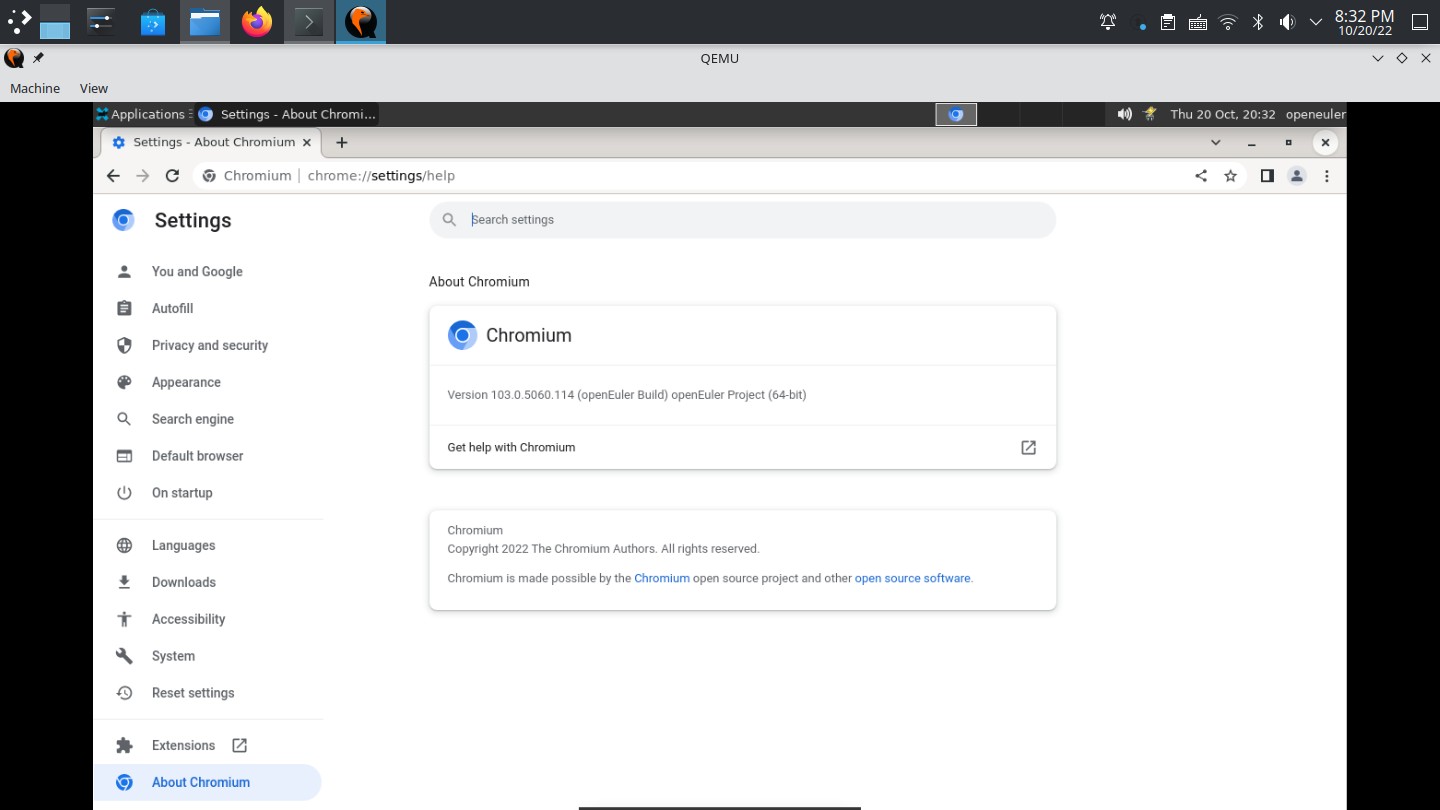 8:32 PM
10/20/22
QEMU
Machine View
Applications Settings - About Chromi... Thu 20 Oct, 20:32 openeuler
Settings - About Chromium
Chromium chrome://settings/help
Settings
Search settings
You and Google
Autofill
Privacy and security
Appearance
Search engine
Default browser
On startup
Languages
Downloads
Accessibility
System
Reset settings
Extensions
About Chromium
About Chromium
Chromium
Version 103.0.5060.114 (openEuler Build) openEuler Project (64-bit)
Get help with Chromium
Chromium
Copyright 2022 The Chromium Authors. All rights reserved.
Chromium is made possible by the Chromium open source project and other open source software.